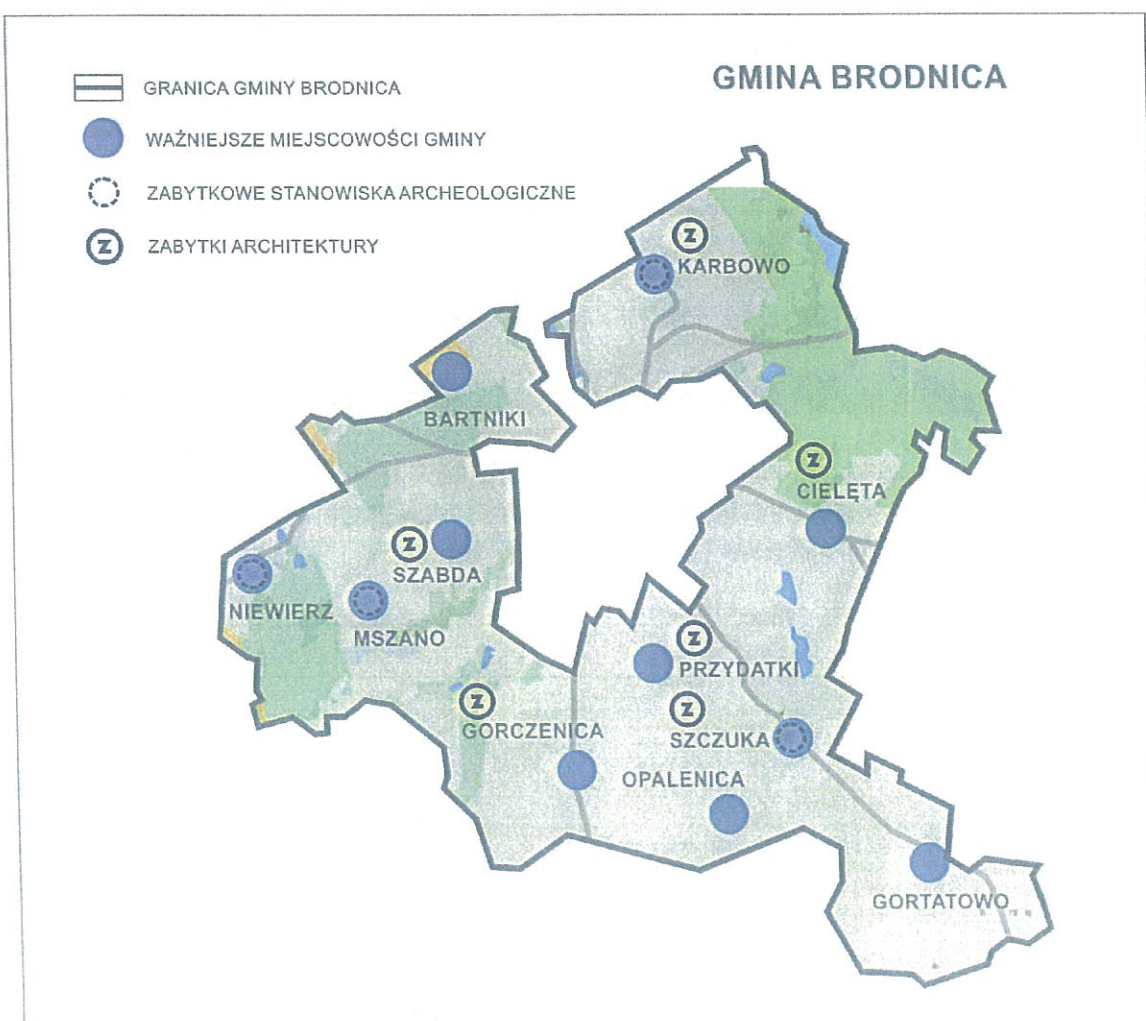 GMINA BRODNICA
GRANICA GMINY BRODNICA
WAŻNIEJSZE MIEJSCOWOŚCI GMINY
ZABYTKOWE STANOWISKA ARCHEOLOGICZNE
Z ZABYTKI ARCHITEKTURY
Z
KARBOWO
BARTNIKI
Z
CIELĘTA
Z
SZABDA
NIEWIERZ
MSZANO
Z
PRZYDATKI
Z
GORCZENICA
Z
SZCZUKA
OPALENICA
GORTATOWO